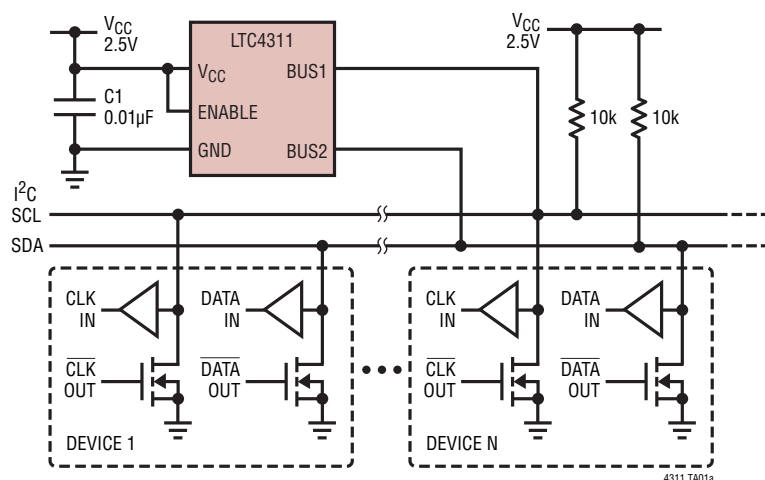 VCC
2.5V
LTC4311
VCC
BUS1
C1
0.01µF
ENABLE
GND
BUS2
VCC
2.5V
10k
10k
I²C
SCL
SDA
CLK
IN
DATA
IN
CLK
IN
DATA
IN
CLK
OUT
DATA
OUT
CLK
OUT
DATA
OUT
DEVICE 1
DEVICE N
4311 TA01a